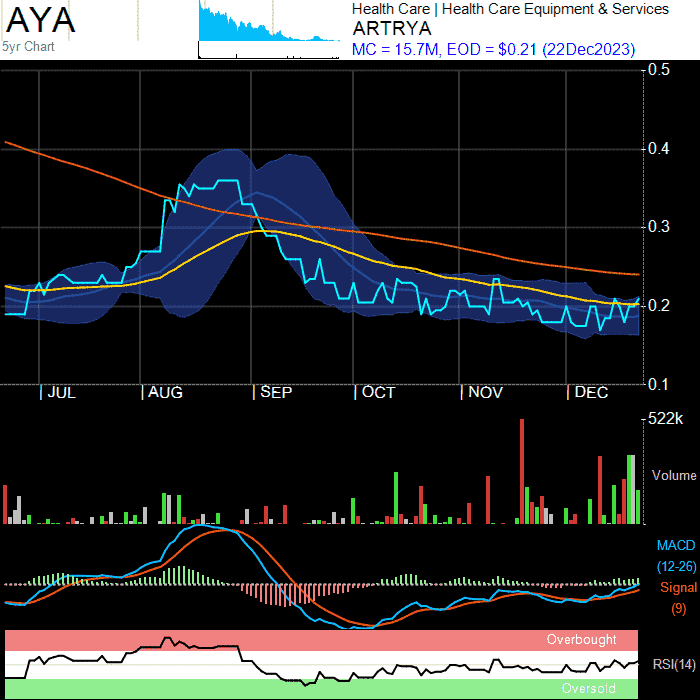 AYA
5yr Chart
Health Care | Health Care Equipment & Services
ARTRYA
MC = 15.7M, EOD = $0.21 (22Dec2023)
0.5
0.4
0.3
0.2
0.1
JUL AUG SEP OCT NOV DEC
522k
Volume
MACD
(12-26)
Signal
(9)
Overbought
RSI(14)
Oversold